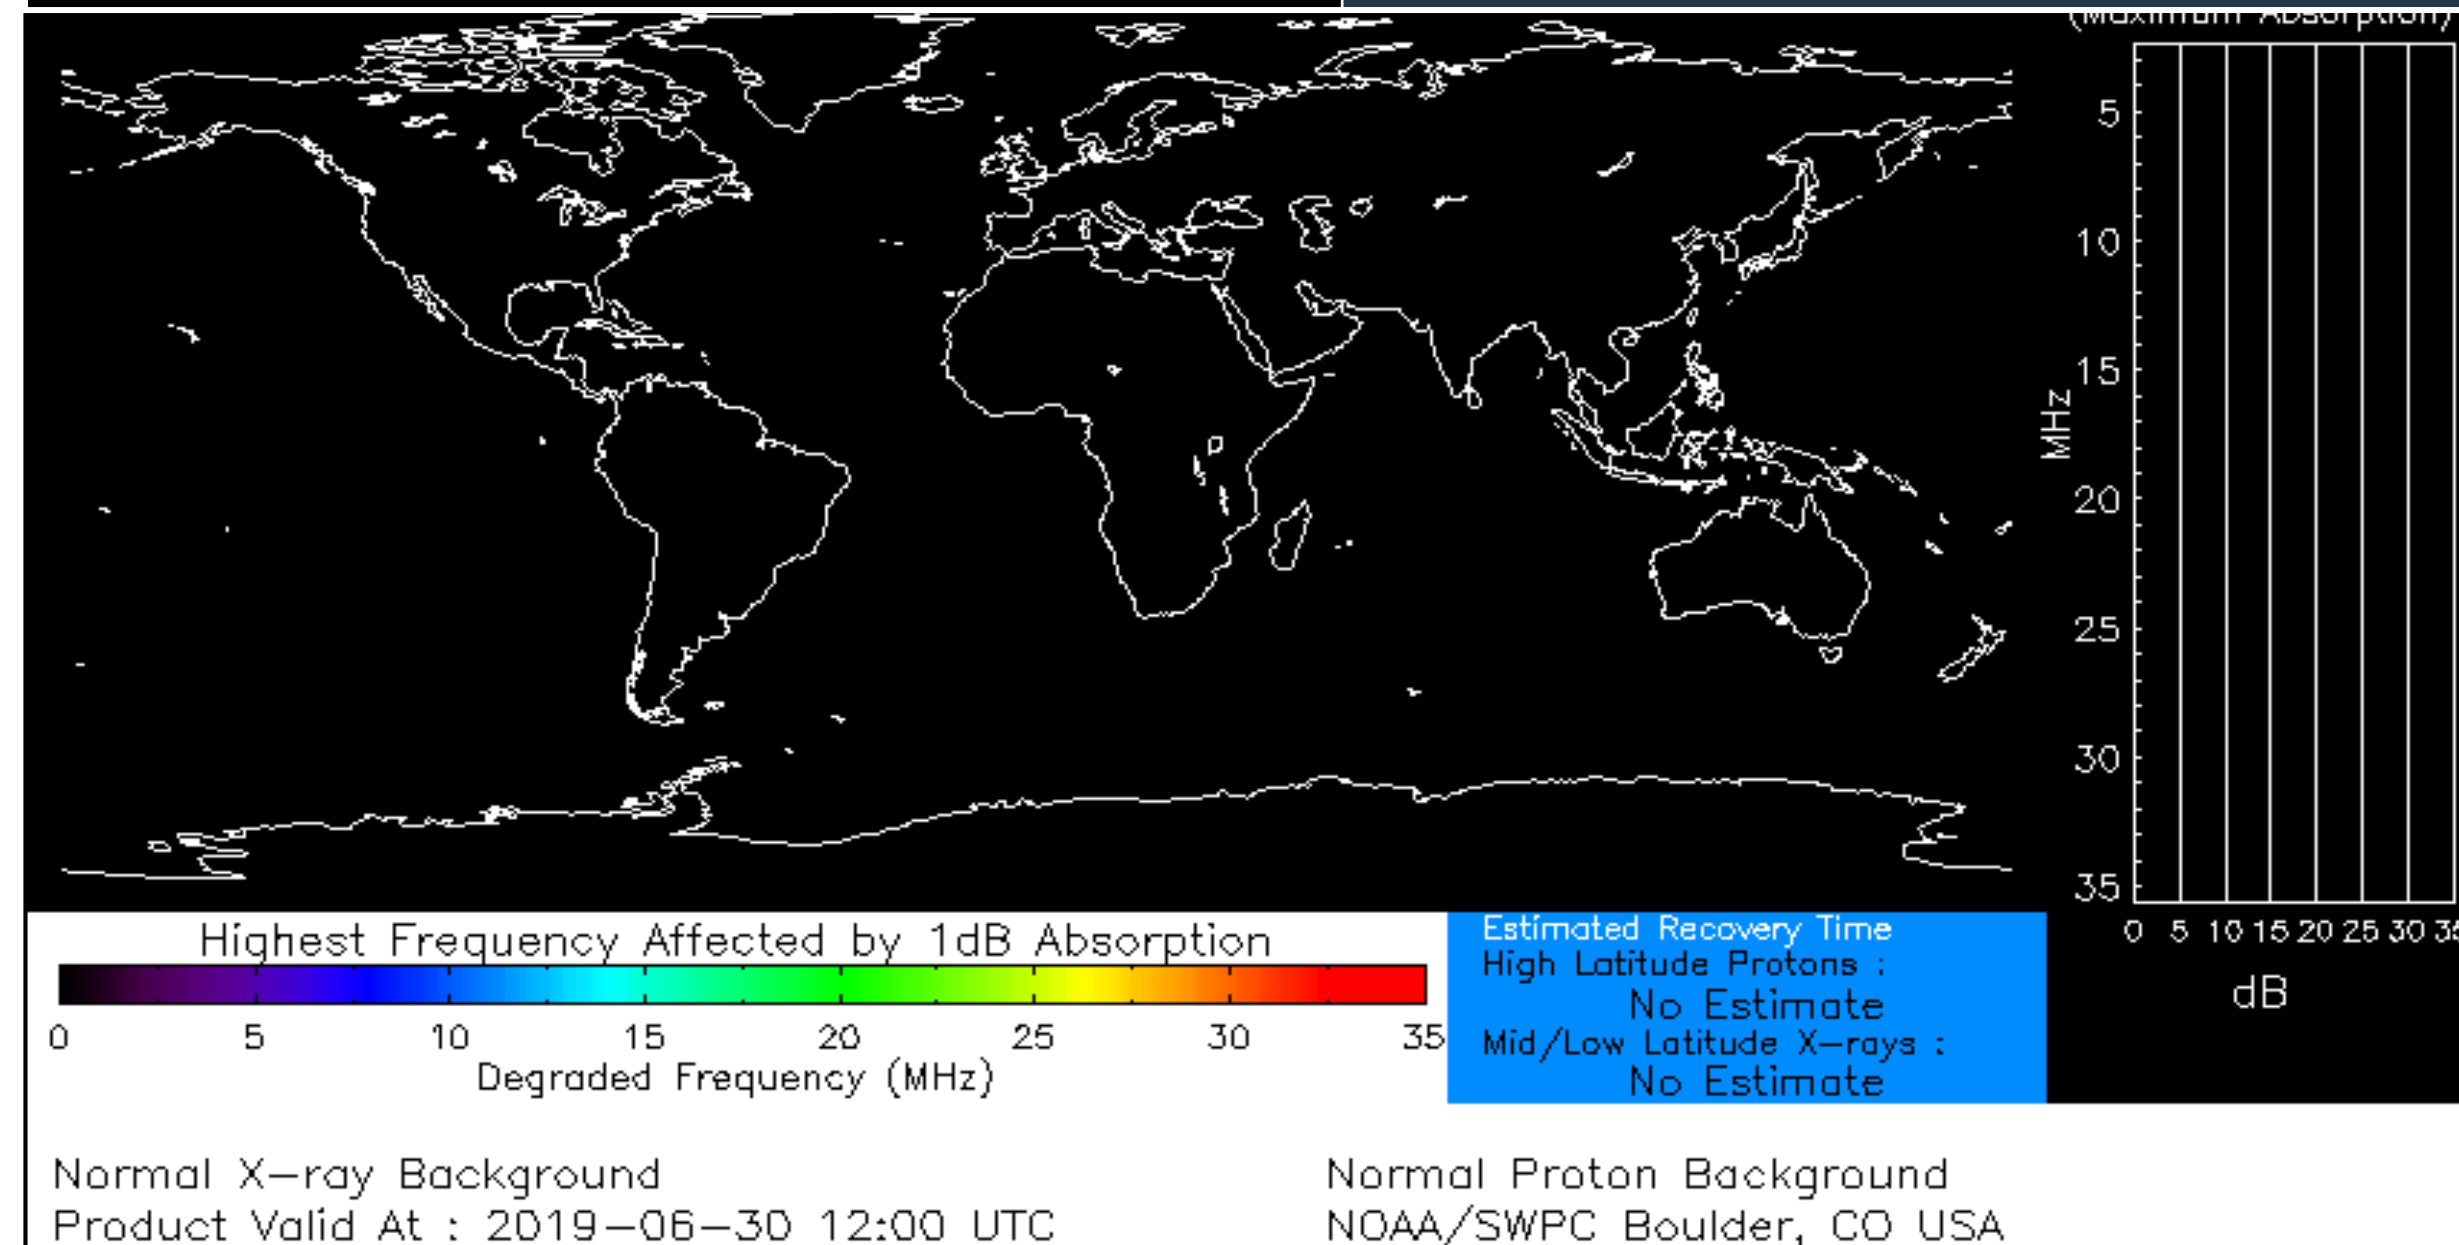 (Maximum Absorption)
5
10
15
20
25
30
35
MHz
0 5 10 15 20 25 30 35
dB
Highest Frequency Affected by 1dB Absorption
0 5 10 15 20 25 30 35
Degraded Frequency (MHz)
Estimated Recovery Time
High Latitude Protons :
No Estimate
Mid/Low Latitude X-rays :
No Estimate
Normal X-ray Background
Normal Proton Background
Product Valid At : 2019-06-30 12:00 UTC
NOAA/SWPC Boulder, CO USA